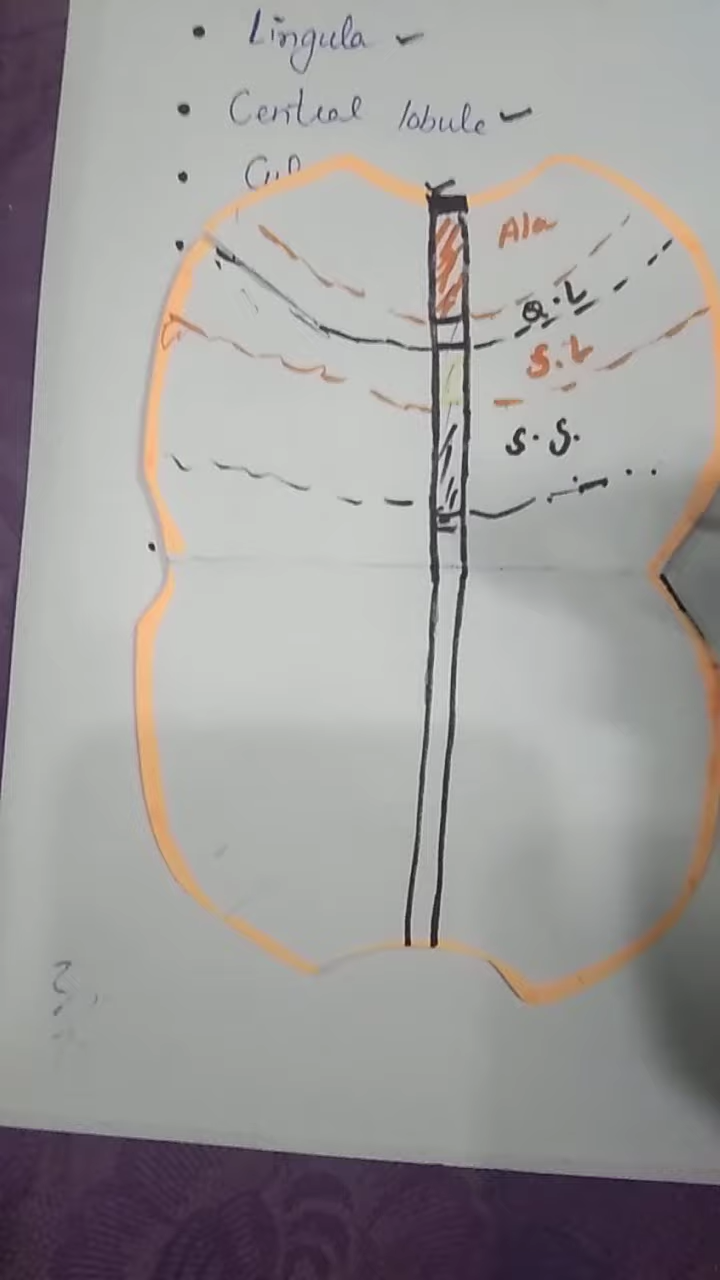 • Lingula ✓
• Central lobule ✓
•
•
Ala
Q.L
S.L
S.S.